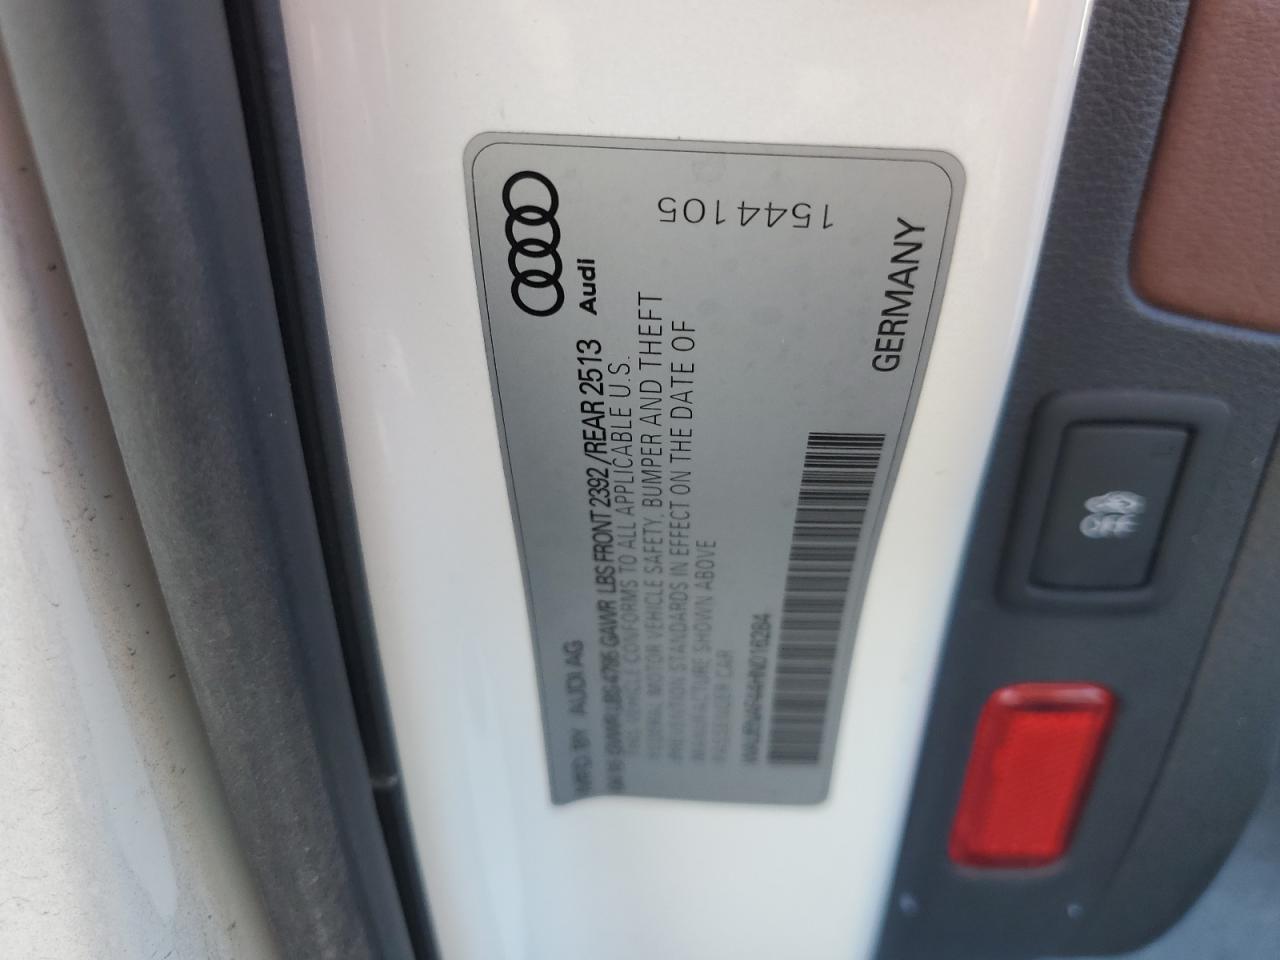 Audi
MFD BY AUDI AG
GAWR LBS FRONT 2392 / REAR 2513
THIS VEHICLE CONFORMS TO ALL APPLICABLE U.S.
FEDERAL MOTOR VEHICLE SAFETY, BUMPER AND THEFT
PREVENTION STANDARDS IN EFFECT ON THE DATE OF
MANUFACTURE SHOWN ABOVE
PASSENGER CAR
1544105
GERMANY